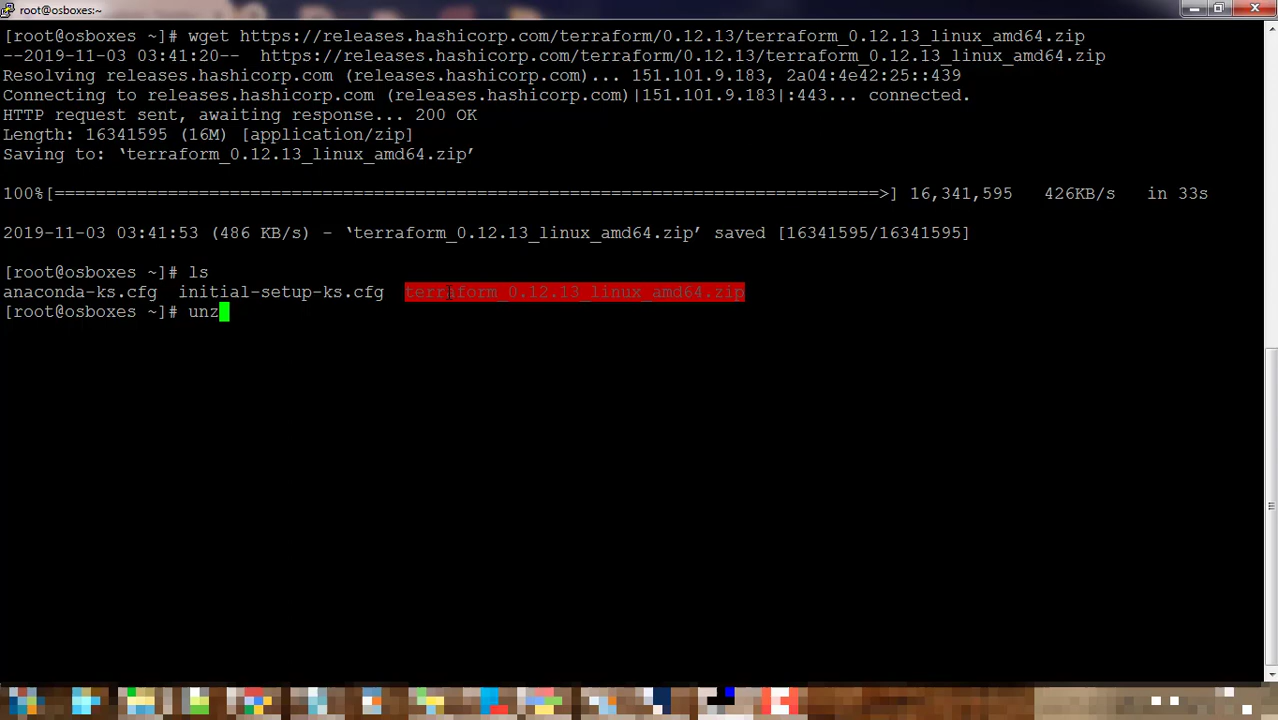 root@osboxes:~
[root@osboxes ~]# wget https://releases.hashicorp.com/terraform/0.12.13/terraform_0.12.13_linux_amd64.zip
--2019-11-03 03:41:20--  https://releases.hashicorp.com/terraform/0.12.13/terraform_0.12.13_linux_amd64.zip
Resolving releases.hashicorp.com (releases.hashicorp.com)... 151.101.9.183, 2a04:4e42:25::439
Connecting to releases.hashicorp.com (releases.hashicorp.com)|151.101.9.183|:443... connected.
HTTP request sent, awaiting response... 200 OK
Length: 16341595 (16M) [application/zip]
Saving to: ‘terraform_0.12.13_linux_amd64.zip’
100%[================================================================================>] 16,341,595   426KB/s   in 33s
2019-11-03 03:41:53 (486 KB/s) - ‘terraform_0.12.13_linux_amd64.zip’ saved [16341595/16341595]
[root@osboxes ~]# ls
anaconda-ks.cfg  initial-setup-ks.cfg  terraform_0.12.13_linux_amd64.zip
[root@osboxes ~]# unz